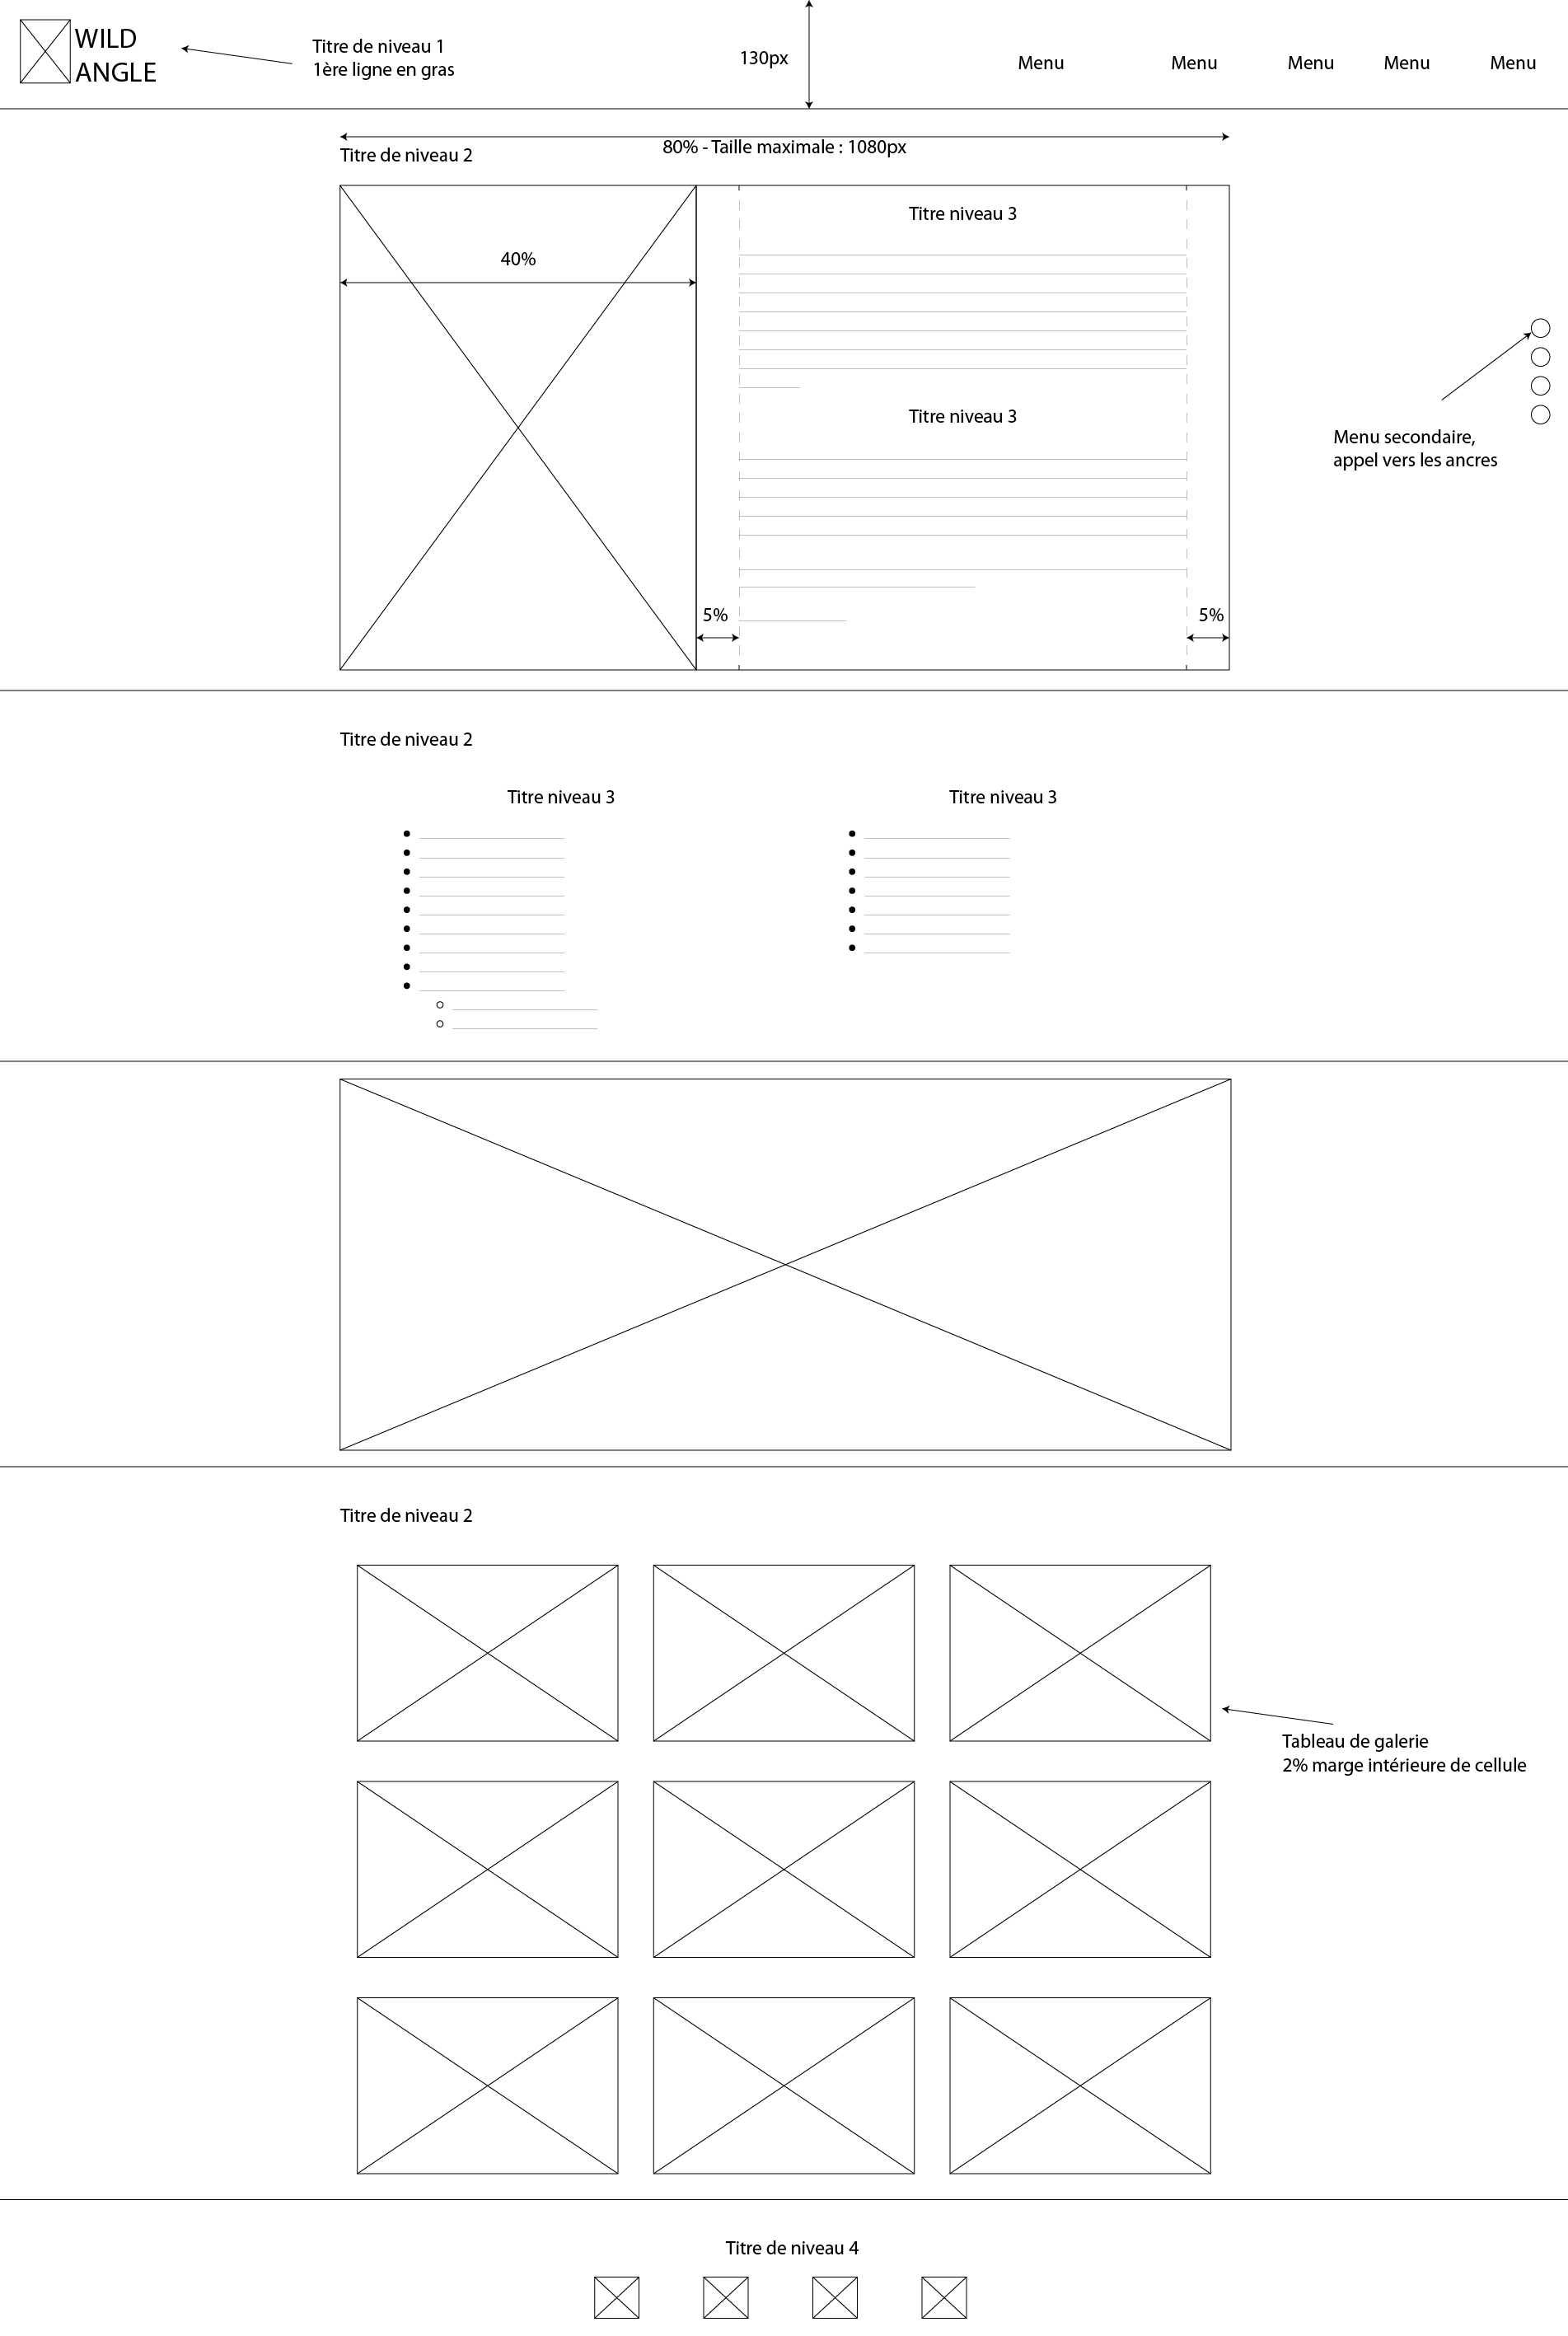 WILD
ANGLE
Titre de niveau 1
1ère ligne en gras
130px
Menu
Menu
Menu
Menu
Menu
80% - Taille maximale : 1080px
Titre de niveau 2
Titre niveau 3
40%
Titre niveau 3
Menu secondaire,
appel vers les ancres
5%
5%
Titre de niveau 2
Titre niveau 3
Titre niveau 3
Titre de niveau 2
Tableau de galerie
2% marge intérieure de cellule
Titre de niveau 4